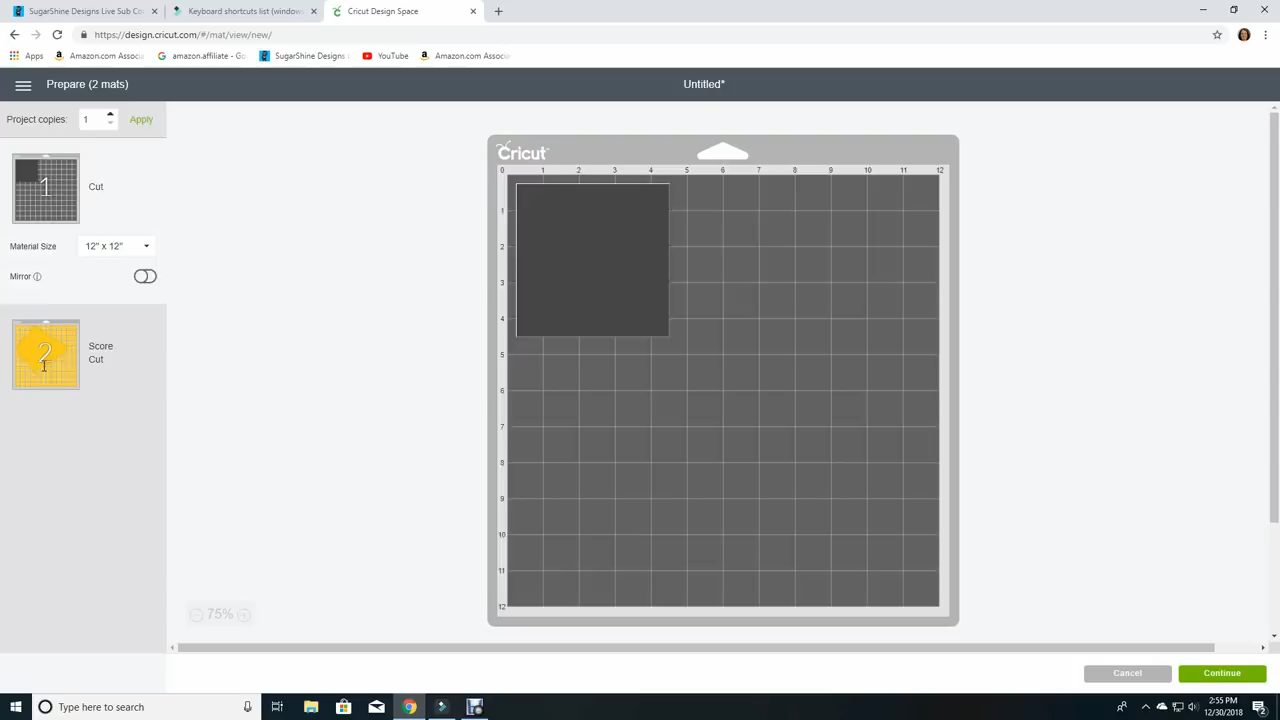 SugarShine Designs Live Sub Co
Keyboard shortcuts list (window
Cricut Design Space
https://design.cricut.com/#/mat/view/new/
Apps
Amazon.com Associa
amazon.affiliate - Go
SugarShine Designs
YouTube
Amazon.com Associ
Prepare (2 mats)
Untitled*
Project copies:
1
Apply
1
Cut
Material Size
12" x 12"
Mirror
2
Score
Cut
Cricut
0 1 2 3 4 5 6 7 8 9 10 11 12
1
2
3
4
5
6
7
8
9
10
11
12
75%
Cancel
Continue
Type here to search
2:55 PM
12/30/2018
2